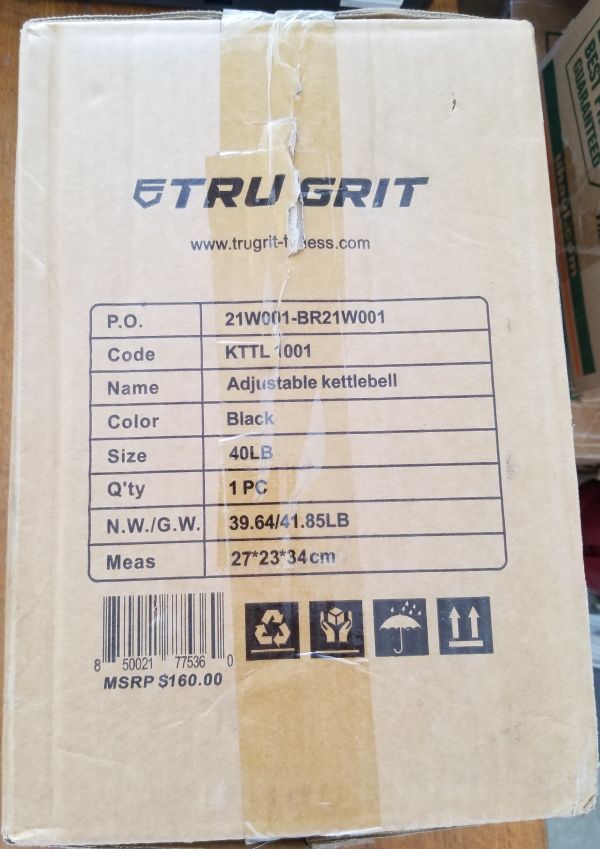 TRU GRIT
www.trugrit-fitness.com
P.O. 21W001-BR21W001
Code KTTL 1001
Name Adjustable kettlebell
Color Black
Size 40LB
Q'ty 1 PC
N.W./G.W. 39.64/41.85LB
Meas 27*23*34cm
8 50021 77536 0
MSRP $160.00
BEST
GUARANTEED